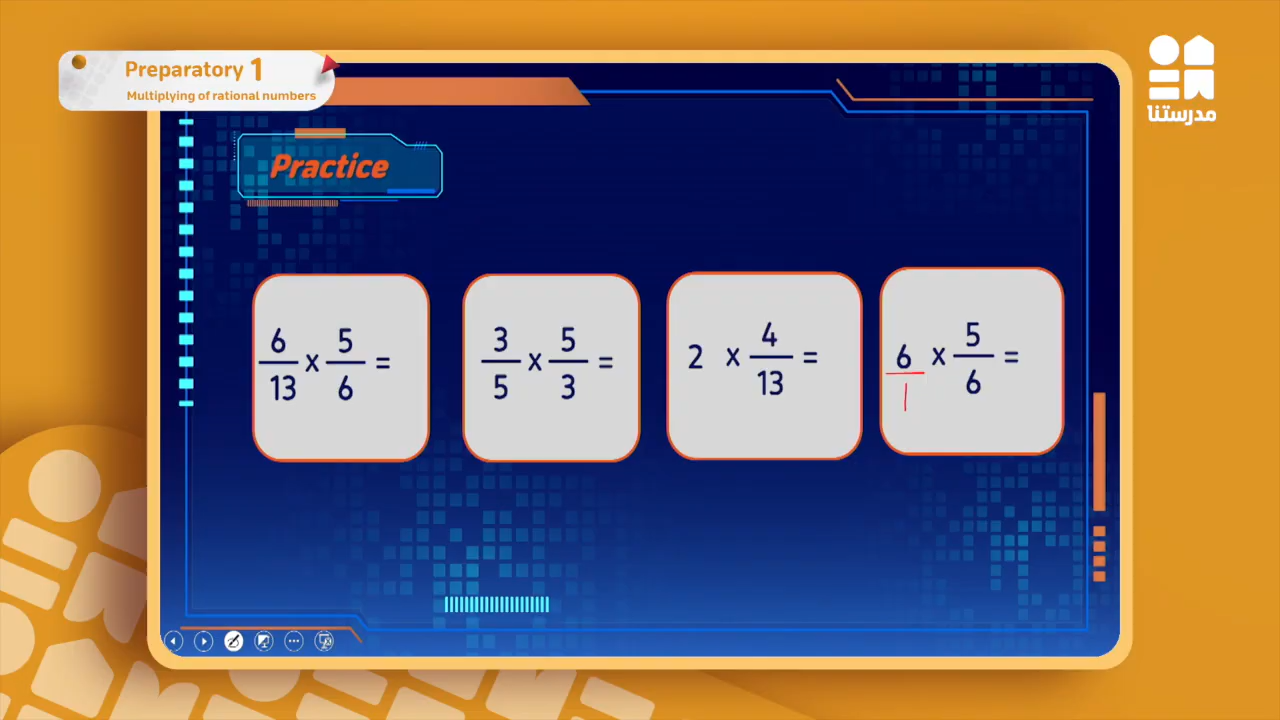 Preparatory 1
Multiplying of rational numbers
مدرستنا
Practice
6/13 x 5/6 =
3/5 x 5/3 =
2 x 4/13 =
6/1 x 5/6 =